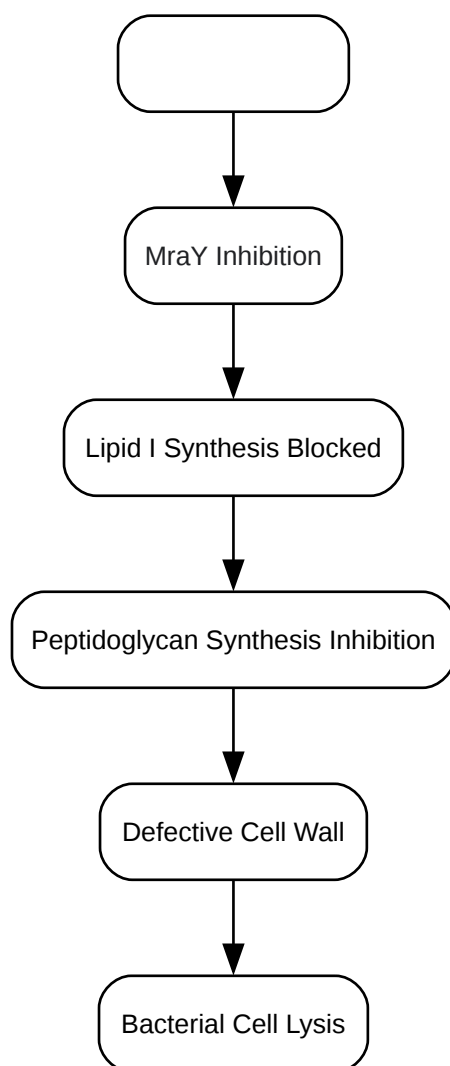 MraY Inhibition
Lipid I Synthesis Blocked
Peptidoglycan Synthesis Inhibition
Defective Cell Wall
Bacterial Cell Lysis